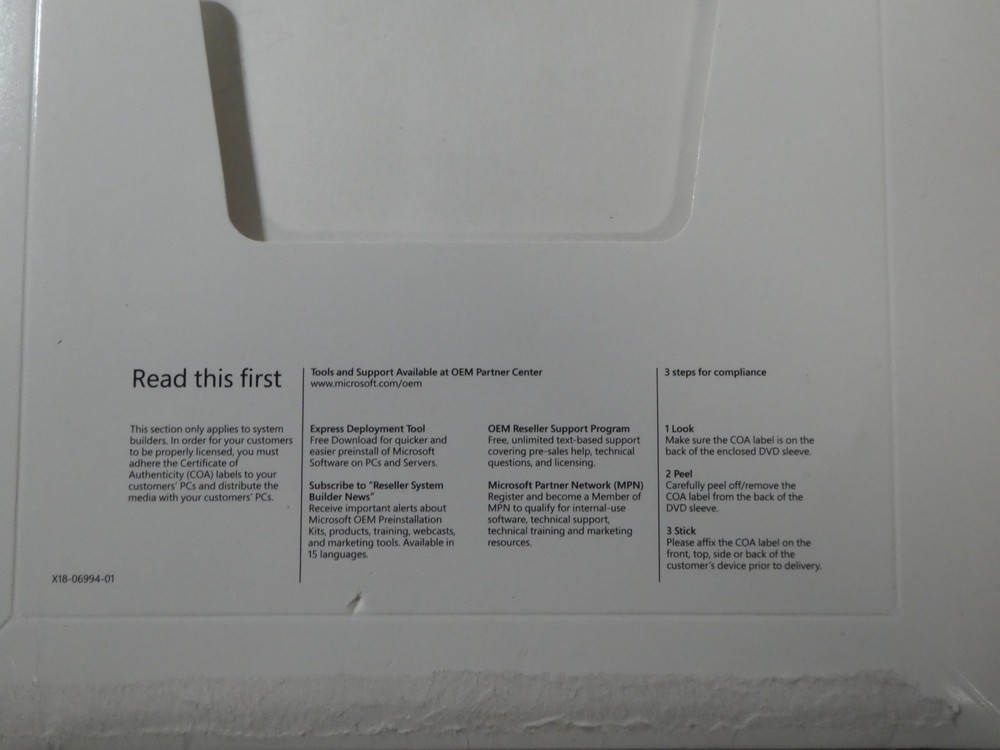 Read this first
This section only applies to system
builders. In order for your customers
to be properly licensed, you must
adhere the Certificate of
Authenticity (COA) labels to your
customers' PCs and distribute the
media with your customers' PCs.
X18-06994-01
Tools and Support Available at OEM Partner Center
www.microsoft.com/oem
Express Deployment Tool
Free Download for quicker and
easier preinstall of Microsoft
Software on PCs and Servers.
Subscribe to "Reseller System
Builder News"
Receive important alerts about
Microsoft OEM Preinstallation
Kits, products, training, webcasts,
and marketing tools. Available in
15 languages.
OEM Reseller Support Program
Free, unlimited text-based support
covering pre-sales help, technical
questions, and licensing.
Microsoft Partner Network (MPN)
Register and become a Member of
MPN to qualify for internal-use
software, technical support,
technical training and marketing
resources.
3 steps for compliance
1 Look
Make sure the COA label is on the
back of the enclosed DVD sleeve.
2 Peel
Carefully peel off/remove the
COA label from the back of the
DVD sleeve.
3 Stick
Please affix the COA label on the
front, top, side or back of the
customer's device prior to delivery.